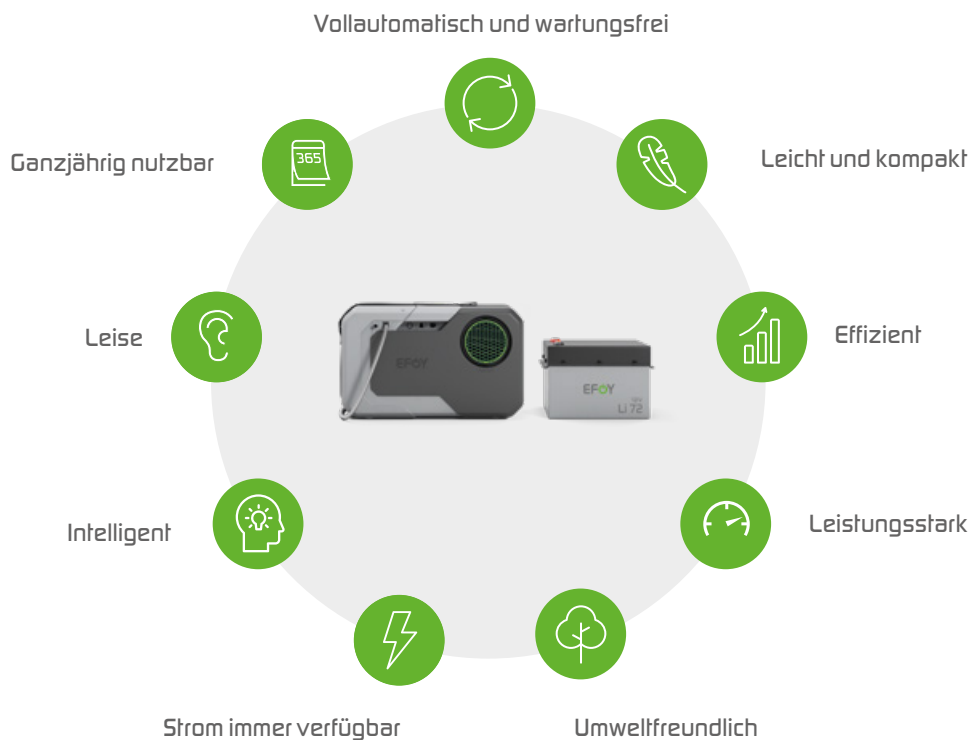 Vollautomatisch und wartungsfrei
Ganzjährig nutzbar
365
Leicht und kompakt
Leise
Effizient
EFOY
EFOY
Li 72
Intelligent
Leistungsstark
Strom immer verfügbar
Umweltfreundlich